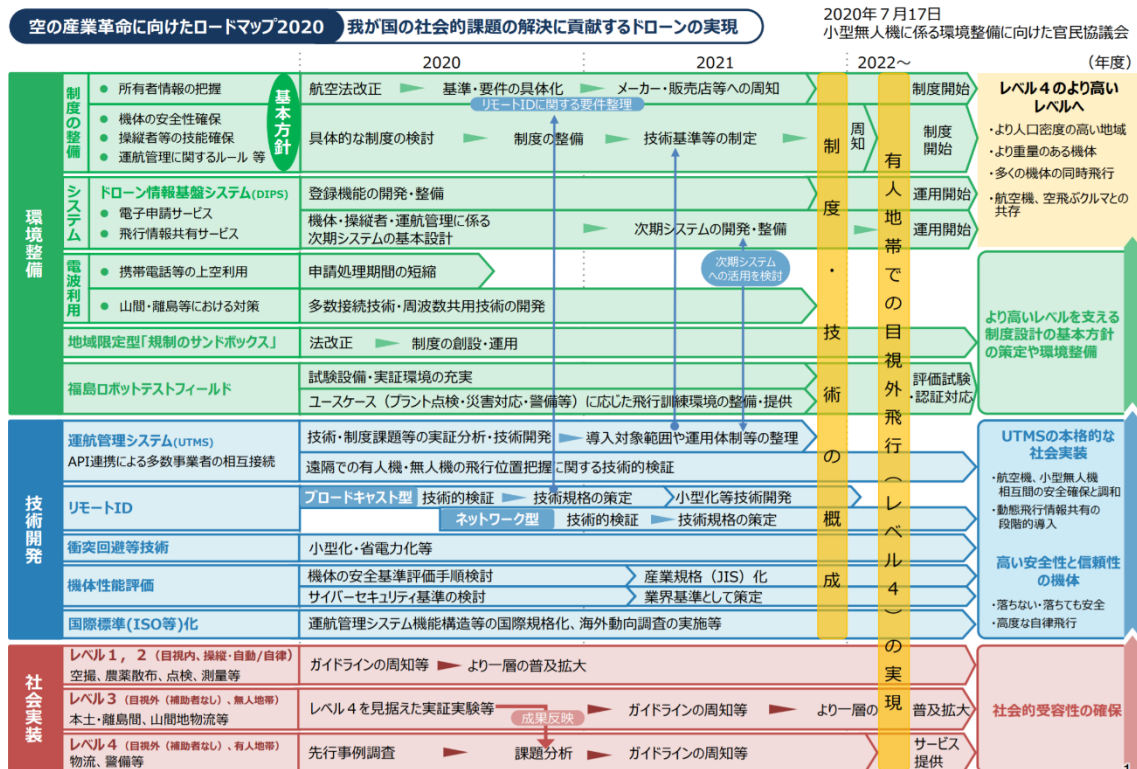 空の産業革命に向けたロードマップ2020
我が国の社会的課題の解決に貢献するドローンの実現
2020年7月17日
小型無人機に係る環境整備に向けた官民協議会
2020
2021
2022～
(年度)
環境整備
制度の整備
● 所有者情報の把握
● 機体の安全性確保
● 操縦者等の技能確保
● 運航管理に関するルール 等
基本方針
航空法改正
基準・要件の具体化
メーカー・販売店等への周知
制度開始
リモートIDに関する要件整理
具体的な制度の検討
制度の整備
技術基準等の制定
周知
制度
開始
システム
ドローン情報基盤システム(DIPS)
● 電子申請サービス
● 飛行情報共有サービス
登録機能の開発・整備
運用開始
機体・操縦者・運航管理に係る
次期システムの基本設計
次期システムの開発・整備
運用開始
次期システム
への活用を検討
電波利用
● 携帯電話等の上空利用
申請処理期間の短縮
● 山間・離島等における対策
多数接続技術・周波数共用技術の開発
地域限定型「規制のサンドボックス」
法改正
制度の創設・運用
福島ロボットテストフィールド
試験設備・実証環境の充実
ユースケース（プラント点検・災害対応・警備等）に応じた飛行訓練環境の整備・提供
評価試験
・認証対応
制度・技術の概成
有人地帯での目視外飛行（レベル4）の実現
レベル4のより高い
レベルへ
・より人口密度の高い地域
・より重量のある機体
・多くの機体の同時飛行
・航空機、空飛ぶクルマとの
共存
より高いレベルを支える
制度設計の基本方針
の策定や環境整備
技術開発
運航管理システム(UTMS)
API連携による多数事業者の相互接続
技術・制度課題等の実証分析・技術開発
導入対象範囲や運用体制等の整理
遠隔での有人機・無人機の飛行位置把握に関する技術的検証
リモートID
ブロードキャスト型
技術的検証
技術規格の策定
小型化等技術開発
ネットワーク型
技術的検証
技術規格の策定
衝突回避等技術
小型化・省電力化等
機体性能評価
機体の安全基準評価手順検討
産業規格（JIS）化
サイバーセキュリティ基準の検討
業界基準として策定
国際標準(ISO等)化
運航管理システム機能構造等の国際規格化、海外動向調査の実施等
UTMSの本格的な
社会実装
・航空機、小型無人機
相互間の安全確保と調和
・動態飛行情報共有の
段階的導入
高い安全性と信頼性
の機体
・落ちない・落ちても安全
・高度な自律飛行
社会実装
レベル1，2（目視内、操縦・自動/自律）
空撮、農薬散布、点検、測量等
ガイドラインの周知等
より一層の普及拡大
レベル3（目視外（補助者なし）、無人地帯）
本土・離島間、山間地物流等
レベル4を見据えた実証実験等
成果反映
ガイドラインの周知等
より一層の
普及拡大
レベル4（目視外（補助者なし）、有人地帯）
物流、警備等
先行事例調査
課題分析
ガイドラインの周知等
サービス
提供
社会的受容性の確保
1